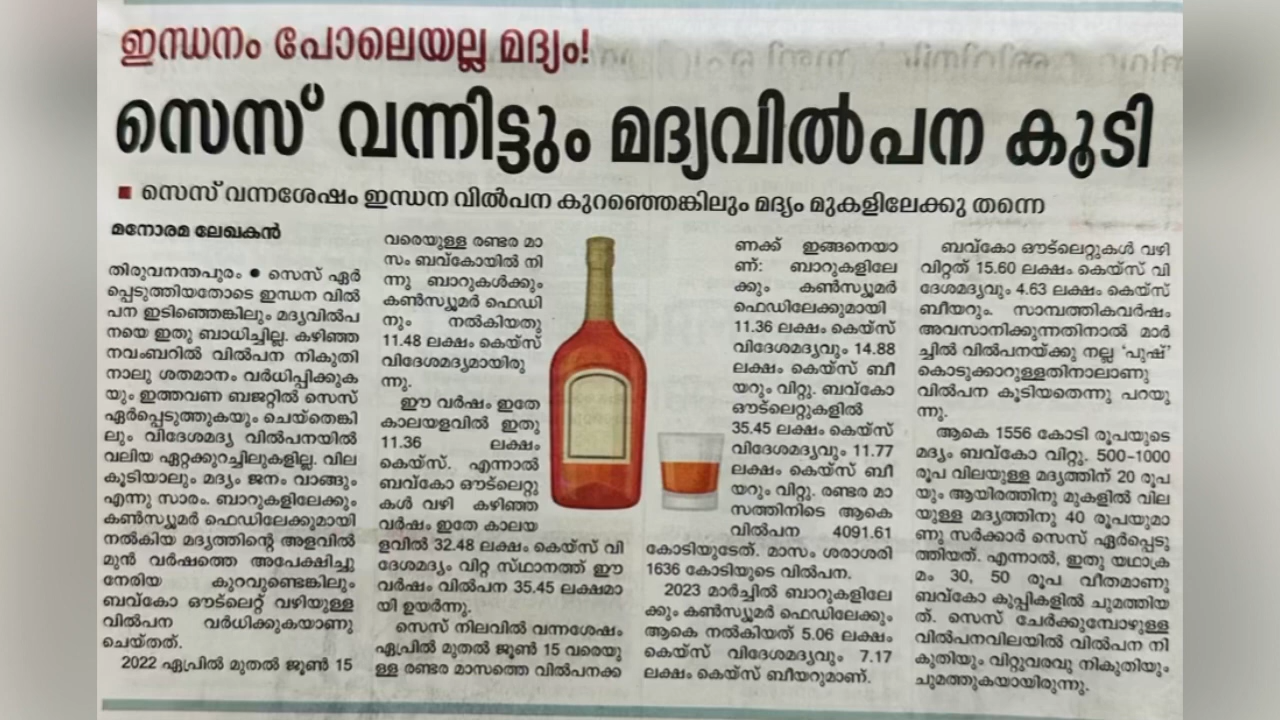 ഇന്ധനം പോലെയല്ല മദ്യം!
സെസ് വന്നിട്ടും മദ്യവിൽപന കൂടി
■ സെസ് വന്നശേഷം ഇന്ധന വിൽപന കുറഞ്ഞെങ്കിലും മദ്യം മുകളിലേക്കു തന്നെ
മനോരമ ലേഖകൻ
തിരുവനന്തപുരം ● സെസ് ഏർ
പ്പെടുത്തിയതോടെ ഇന്ധന വിൽ
പന ഇടിഞ്ഞെങ്കിലും മദ്യവിൽപ
നയെ ഇതു ബാധിച്ചില്ല. കഴിഞ്ഞ
നവംബറിൽ വിൽപന നികുതി
നാലു ശതമാനം വർധിപ്പിക്കുക
യും ഇത്തവണ ബജറ്റിൽ സെസ്
ഏർപ്പെടുത്തുകയും ചെയ്തെങ്കി
ലും വിദേശമദ്യ വിൽപനയിൽ
വലിയ ഏറ്റക്കുറച്ചിലുകളില്ല. വില
കൂടിയാലും മദ്യം ജനം വാങ്ങും
എന്നു സാരം. ബാറുകളിലേക്കും
കൺസ്യൂമർ ഫെഡിലേക്കുമായി
നൽകിയ മദ്യത്തിന്റെ അളവിൽ
മുൻ വർഷത്തെ അപേക്ഷിച്ചു
നേരിയ കുറവുണ്ടെങ്കിലും
ബവ്കോ ഔട്‌ലെറ്റ് വഴിയുള്ള
വിൽപന വർധിക്കുകയാണു
ചെയ്തത്.
2022 ഏപ്രിൽ മുതൽ ജൂൺ 15
വരെയുള്ള രണ്ടര മാ
സം ബവ്കോയിൽ നി
ന്നു ബാറുകൾക്കും
കൺസ്യൂമർ ഫെഡി
നും നൽകിയതു
11.48 ലക്ഷം കെയ്സ്
വിദേശമദ്യമായിരു
ന്നു.
ഈ വർഷം ഇതേ
കാലയളവിൽ ഇതു
11.36 ലക്ഷം
കെയ്സ്. എന്നാൽ
ബവ്കോ ഔട്‌ലെറ്റു
കൾ വഴി കഴിഞ്ഞ
വർഷം ഇതേ കാലയ
ളവിൽ 32.48 ലക്ഷം കെയ്സ് വി
ദേശമദ്യം വിറ്റ സ്ഥാനത്ത് ഈ
വർഷം വിൽപന 35.45 ലക്ഷമാ
യി ഉയർന്നു.
സെസ് നിലവിൽ വന്നശേഷം
ഏപ്രിൽ മുതൽ ജൂൺ 15 വരെയു
ള്ള രണ്ടര മാസത്തെ വിൽപനക്ക
ണക്ക് ഇങ്ങനെയാ
ണ്: ബാറുകളിലേ
ക്കും കൺസ്യൂമർ
ഫെഡിലേക്കുമായി
11.36 ലക്ഷം കെയ്സ്
വിദേശമദ്യവും 14.88
ലക്ഷം കെയ്സ് ബീ
യറും വിറ്റു. ബവ്കോ
ഔട്‌ലെറ്റുകളിൽ
35.45 ലക്ഷം കെയ്സ്
വിദേശമദ്യവും 11.77
ലക്ഷം കെയ്സ് ബീ
യറും വിറ്റു. രണ്ടര മാ
സത്തിനിടെ ആകെ
വിൽപന 4091.61
കോടിയുടേത്. മാസം ശരാശരി
1636 കോടിയുടെ വിൽപന.
2023 മാർച്ചിൽ ബാറുകളിലേ
ക്കും കൺസ്യൂമർ ഫെഡിലേക്കും
ആകെ നൽകിയത് 5.06 ലക്ഷം
കെയ്സ് വിദേശമദ്യവും 7.17
ലക്ഷം കെയ്സ് ബീയറുമാണ്.
ബവ്കോ ഔട്‌ലെറ്റുകൾ വഴി
വിറ്റത് 15.60 ലക്ഷം കെയ്സ് വി
ദേശമദ്യവും 4.63 ലക്ഷം കെയ്സ്
ബീയറും. സാമ്പത്തികവർഷം
അവസാനിക്കുന്നതിനാൽ മാർ
ച്ചിൽ വിൽപനയ്ക്കു നല്ല ‘പുഷ്’
കൊടുക്കാറുള്ളതിനാലാണു
വിൽപന കൂടിയതെന്നു പറയു
ന്നു.
ആകെ 1556 കോടി രൂപയുടെ
മദ്യം ബവ്കോ വിറ്റു. 500-1000
രൂപ വിലയുള്ള മദ്യത്തിന് 20 രൂപ
യും ആയിരത്തിനു മുകളിൽ വില
യുള്ള മദ്യത്തിനു 40 രൂപയുമാ
ണു സർക്കാർ സെസ് ഏർപ്പെടു
ത്തിയത്. എന്നാൽ, ഇതു യഥാക്ര
മം 30, 50 രൂപ വീതമാണു
ബവ്കോ കുപ്പികളിൽ ചുമത്തിയ
ത്. സെസ് ചേർക്കുമ്പോഴുള്ള
വിൽപനവിലയിൽ വിൽപന നി
കുതിയും വിറ്റുവരവു നികുതിയും
ചുമത്തുകയായിരുന്നു.